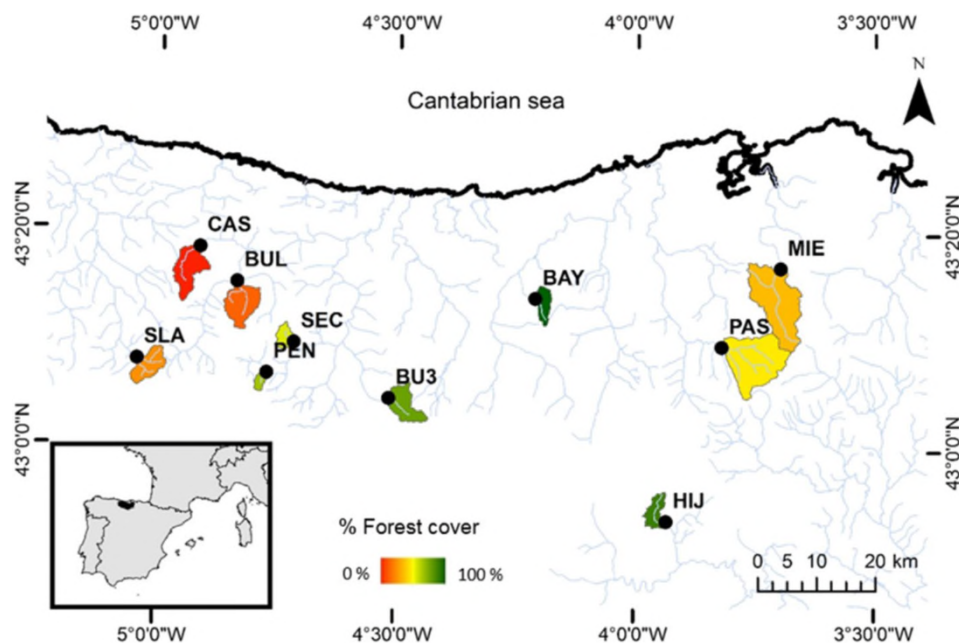 5°0'0"W 4°30'0"W 4°0'0"W 3°30'0"W
N
Cantabrian sea
43°20'0"N
43°20'0"N
CAS
BUL
MIE
BAY
SEC
SLA
PEN
PAS
BU3
43°0'0"N
43°0'0"N
HIJ
% Forest cover
0 % 100 %
0 5 10 20 km
5°0'0"W 4°30'0"W 4°0'0"W 3°30'0"W